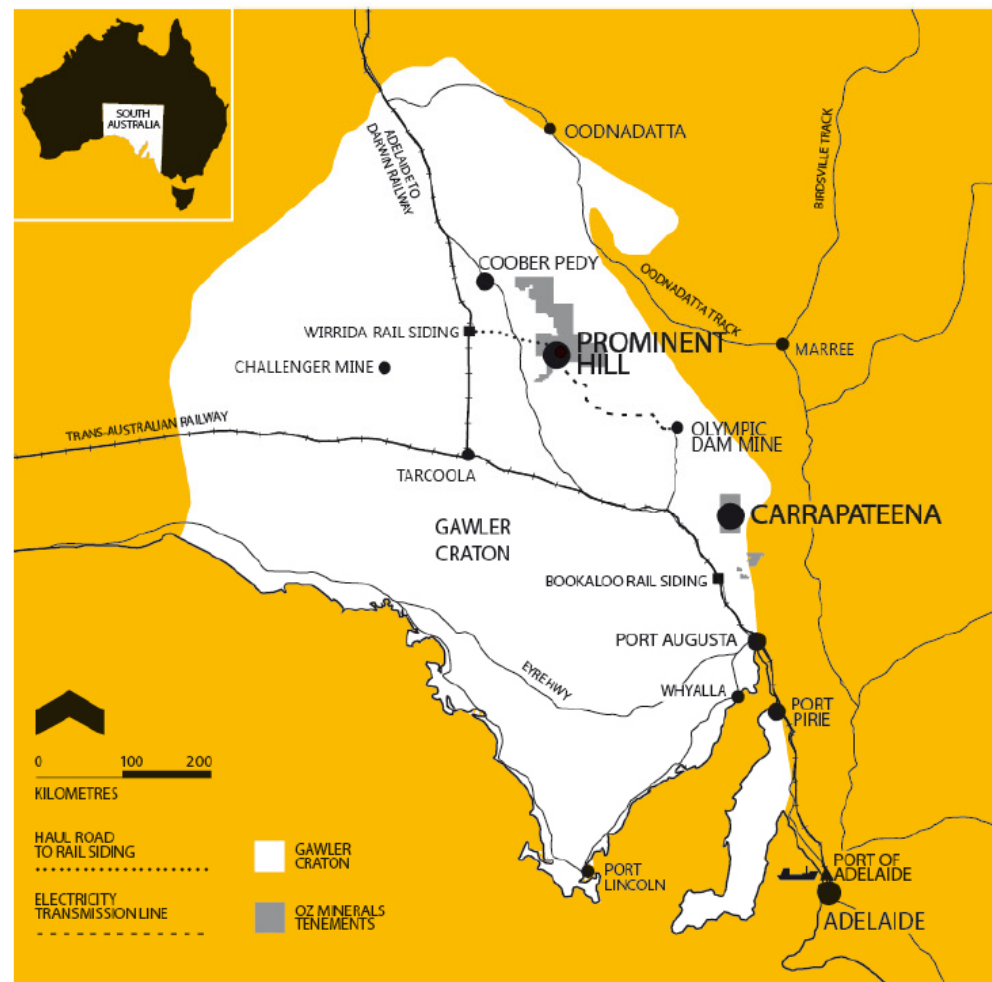 SOUTH
AUSTRALIA
ADELAIDE TO
DARWIN RAILWAY
OODNADATTA
BIRDSVILLE TRACK
COOBER PEDY
OODNADATTA TRACK
WIRRIDA RAIL SIDING
PROMINENT
HILL
MARREE
CHALLENGER MINE
TRANS-AUSTRALIAN RAILWAY
OLYMPIC
DAM MINE
TARCOOLA
CARRAPATEENA
GAWLER
CRATON
BOOKALOO RAIL SIDING
PORT AUGUSTA
EYRE HWY
WHYALLA
PORT
PIRIE
0 100 200
KILOMETRES
HAUL ROAD
TO RAIL SIDING
GAWLER
CRATON
PORT
LINCOLN
PORT OF
ADELAIDE
ELECTRICITY
TRANSMISSION LINE
OZ MINERALS
TENEMENTS
ADELAIDE